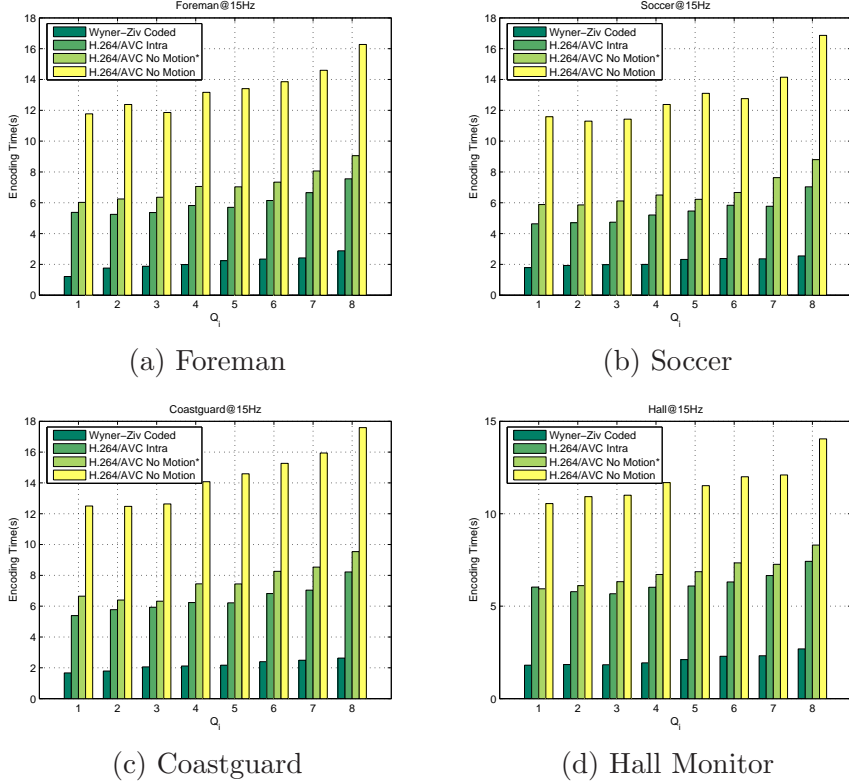 Foreman@15Hz
18
16
14
12
10
8
6
4
2
0
Encoding Time(s)
Wyner-Ziv Coded
H.264/AVC Intra
H.264/AVC No Motion*
H.264/AVC No Motion
1 2 3 4 5 6 7 8
Qi
(a) Foreman
Soccer@15Hz
18
16
14
12
10
8
6
4
2
0
Encoding Time(s)
Wyner-Ziv Coded
H.264/AVC Intra
H.264/AVC No Motion*
H.264/AVC No Motion
1 2 3 4 5 6 7 8
Qi
(b) Soccer
Coastguard@15Hz
18
16
14
12
10
8
6
4
2
0
Encoding Time(s)
Wyner-Ziv Coded
H.264/AVC Intra
H.264/AVC No Motion*
H.264/AVC No Motion
1 2 3 4 5 6 7 8
Qi
(c) Coastguard
Hall@15Hz
15
10
5
0
Encoding Time(s)
Wyner-Ziv Coded
H.264/AVC Intra
H.264/AVC No Motion*
H.264/AVC No Motion
1 2 3 4 5 6 7 8
Qi
(d) Hall Monitor